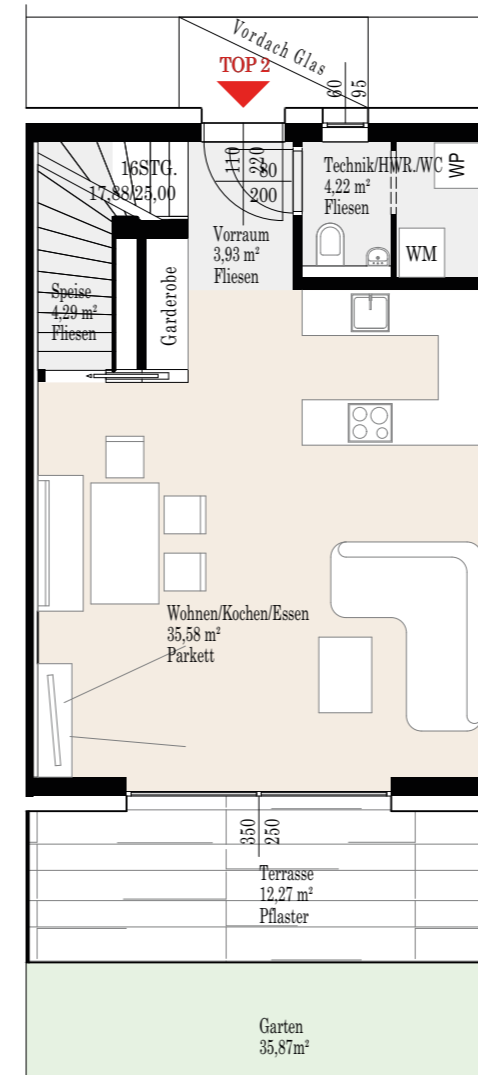 Vordach Glas
TOP 2
60
95
16STG.
17,88/25,00
110
220
80
200
Technik/HWR./WC
4,22 m²
Fliesen
WP
WM
Vorraum
3,93 m²
Fliesen
Garderobe
Speise
4,29 m²
Fliesen
Wohnen/Kochen/Essen
35,58 m²
Parkett
350
250
Terrasse
12,27 m²
Pflaster
Garten
35,87m²